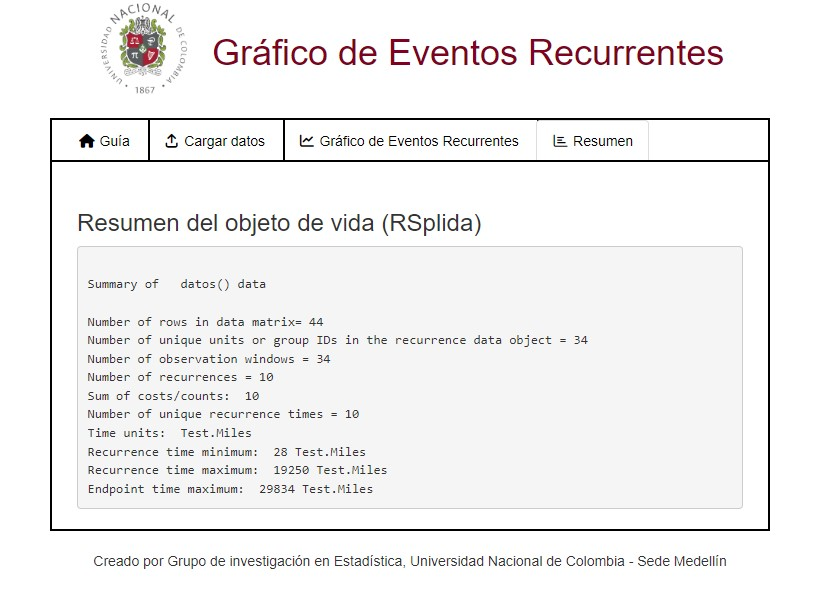 UNIVERSIDAD NACIONAL DE COLOMBIA
1867
Gráfico de Eventos Recurrentes
Guía
Cargar datos
Gráfico de Eventos Recurrentes
Resumen
Resumen del objeto de vida (RSplida)
Summary of   datos() data
Number of rows in data matrix= 44
Number of unique units or group IDs in the recurrence data object = 34
Number of observation windows = 34
Number of recurrences = 10
Sum of costs/counts:  10
Number of unique recurrence times = 10
Time units:  Test.Miles
Recurrence time minimum:  28 Test.Miles
Recurrence time maximum:  19250 Test.Miles
Endpoint time maximum:  29834 Test.Miles
Creado por Grupo de investigación en Estadística, Universidad Nacional de Colombia - Sede Medellín